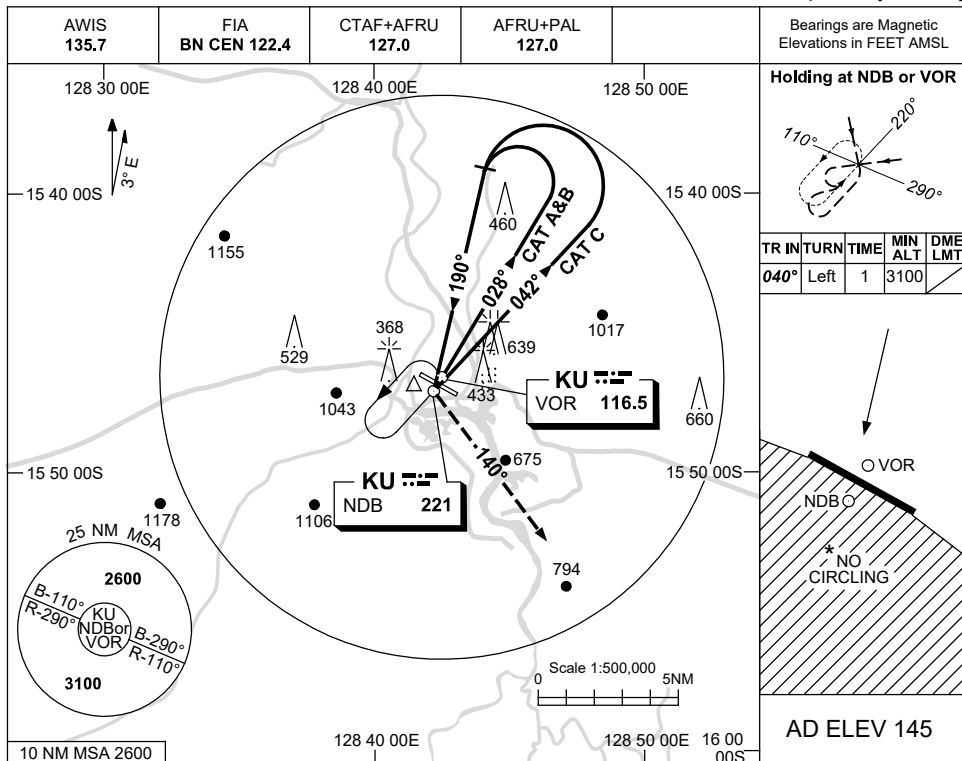 AWIS
135.7
FIA
BN CEN 122.4
CTAF+AFRU
127.0
AFRU+PAL
127.0
Bearings are Magnetic
Elevations in FEET AMSL
128 30 00E
128 40 00E
128 50 00E
Holding at NDB or VOR
110°
220°
290°
3° E
15 40 00S
15 40 00S
TR IN TURN TIME MIN ALT DME LMT
040° Left 1 3100
1155
460
CAT A&B
CAT C
190°
028°
042°
1017
529
368
639
433
1043
KU
VOR 116.5
660
140°
675
15 50 00S
15 50 00S
KU
NDB 221
1178
1106
794
25 NM MSA
2600
B-110°
R-290°
KU
NDBor
VOR
B-290°
R-110°
3100
VOR
NDB
* NO
CIRCLING
Scale 1:500,000
0 5NM
AD ELEV 145
10 NM MSA 2600
128 40 00E
128 50 00E
16 00
00S